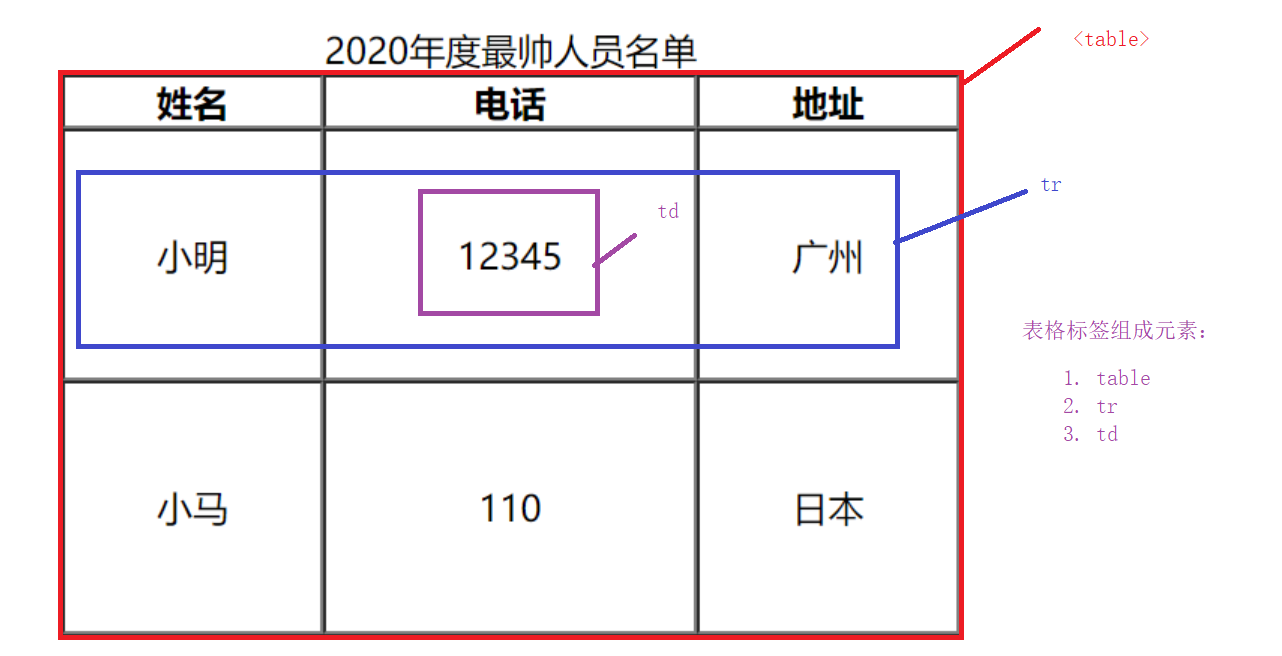 2020年度最帅人员名单
<table>
姓名 电话 地址
tr
td
小明 12345 广州
表格标签组成元素:
1. table
2. tr
3. td
小马 110 日本